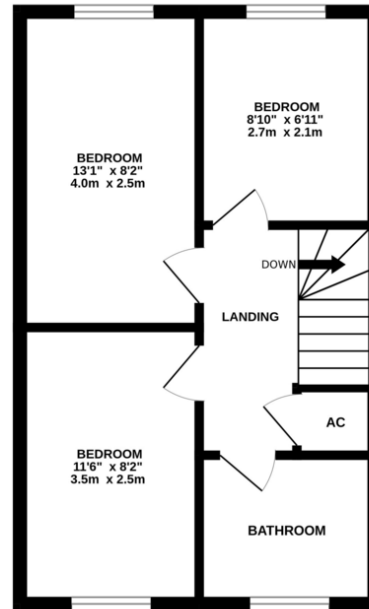 BEDROOM
13'1" x 8'2"
4.0m x 2.5m
BEDROOM
8'10" x 6'11"
2.7m x 2.1m
DOWN
LANDING
AC
BEDROOM
11'6" x 8'2"
3.5m x 2.5m
BATHROOM